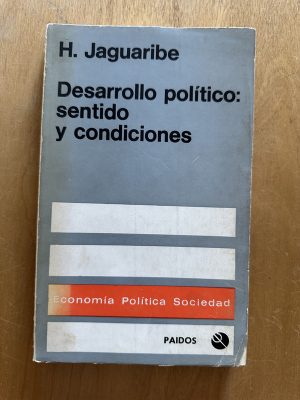 H. Jaguaribe
Desarrollo político:
sentido
y condiciones
Economía Política Sociedad
PAIDOS